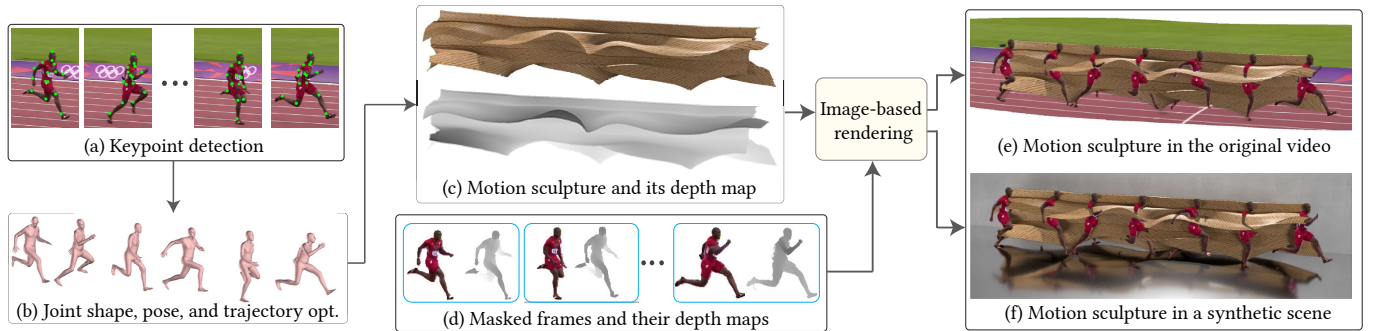 (a) Keypoint detection
(b) Joint shape, pose, and trajectory opt.
(c) Motion sculpture and its depth map
(d) Masked frames and their depth maps
Image-based
rendering
(e) Motion sculpture in the original video
(f) Motion sculpture in a synthetic scene